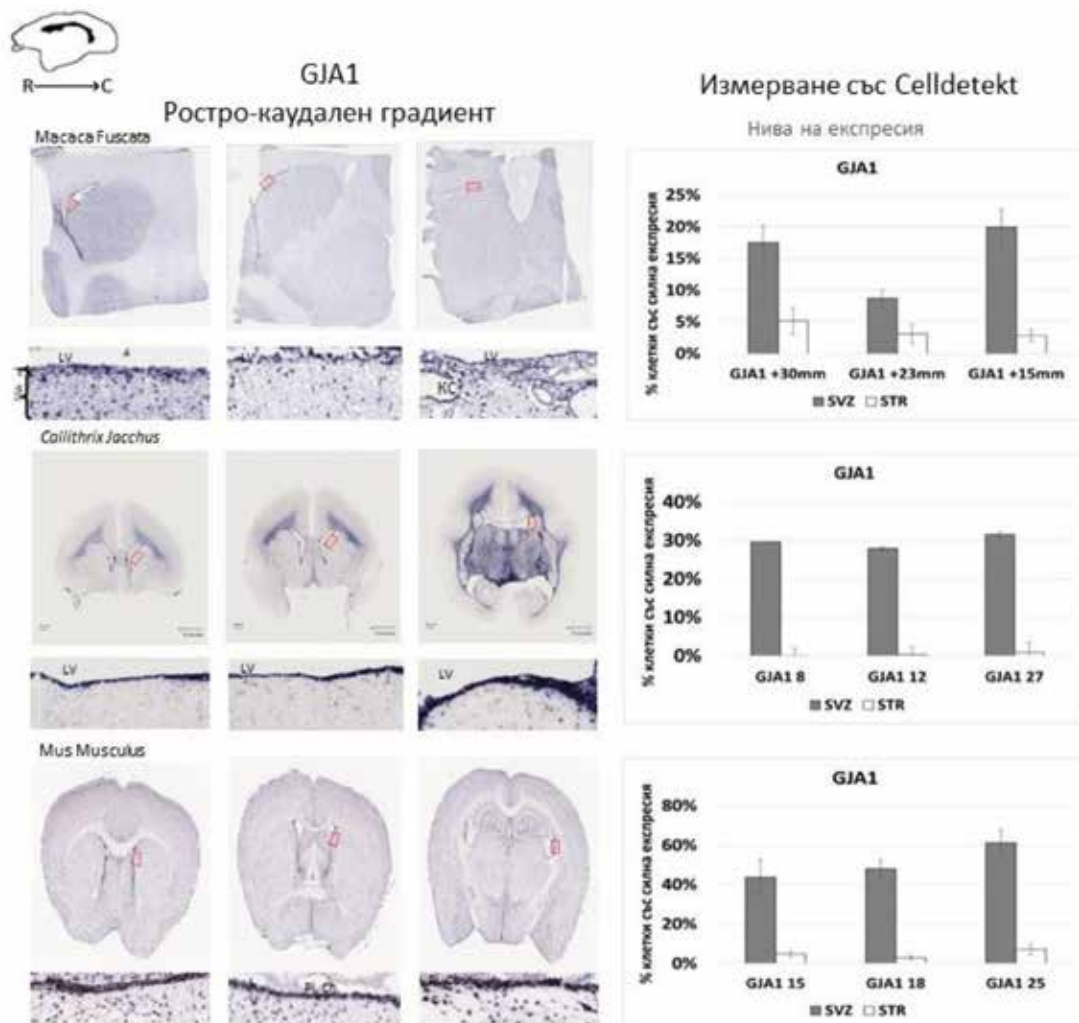 R C
GJA1
Ростро-каудален градиент
Измерване със Celldetekt
Нива на експресия
Macaca Fuscata
LV
LV
LV
КС
GJA1
% клетки със силна експресия
25%
20%
15%
10%
5%
0%
GJA1 +30mm GJA1 +23mm GJA1 +15mm
SVZ STR
Callithrix Jacchus
LV
LV
LV
GJA1
% клетки със силна експресия
40%
30%
20%
10%
0%
GJA1 8 GJA1 12 GJA1 27
SVZ STR
Mus Musculus
GJA1
% клетки със силна експресия
80%
60%
40%
20%
0%
GJA1 15 GJA1 18 GJA1 25
SVZ STR